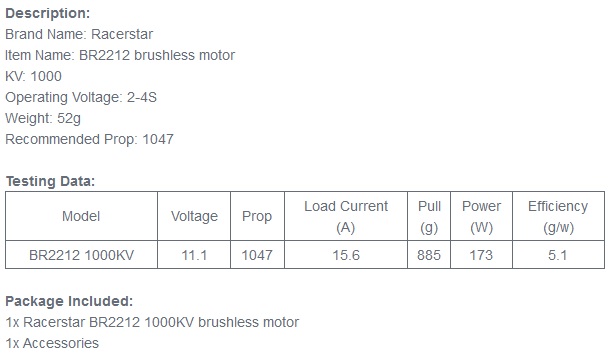 Description:
Brand Name: Racerstar
Item Name: BR2212 brushless motor
KV: 1000
Operating Voltage: 2-4S
Weight: 52g
Recommended Prop: 1047
Testing Data:
Model Voltage Prop Load Current (A) Pull (g) Power (W) Efficiency (g/w)
BR2212 1000KV 11.1 1047 15.6 885 173 5.1
Package Included:
1x Racerstar BR2212 1000KV brushless motor
1x Accessories